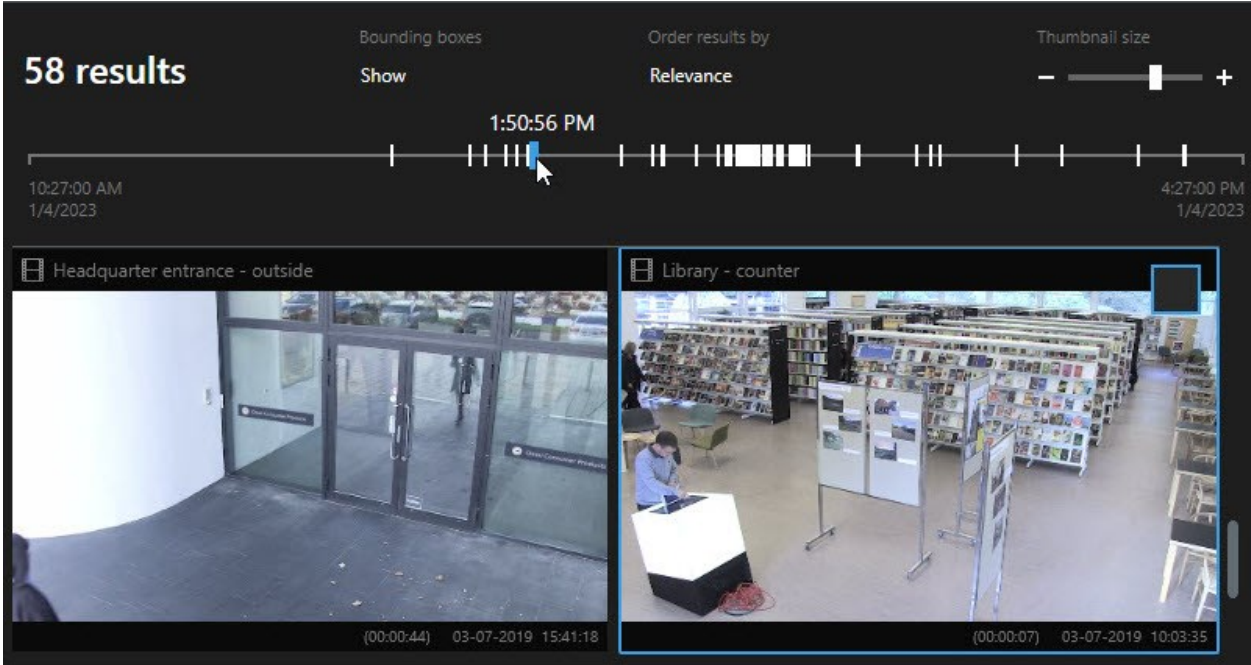 Bounding boxes
Order results by
Thumbnail size
58 results
Show
Relevance
− +
1:50:56 PM
10:27:00 AM
1/4/2023
4:27:00 PM
1/4/2023
Headquarter entrance - outside
Library - counter
(00:00:44) 03-07-2019 15:41:18
(00:00:07) 03-07-2019 10:03:35